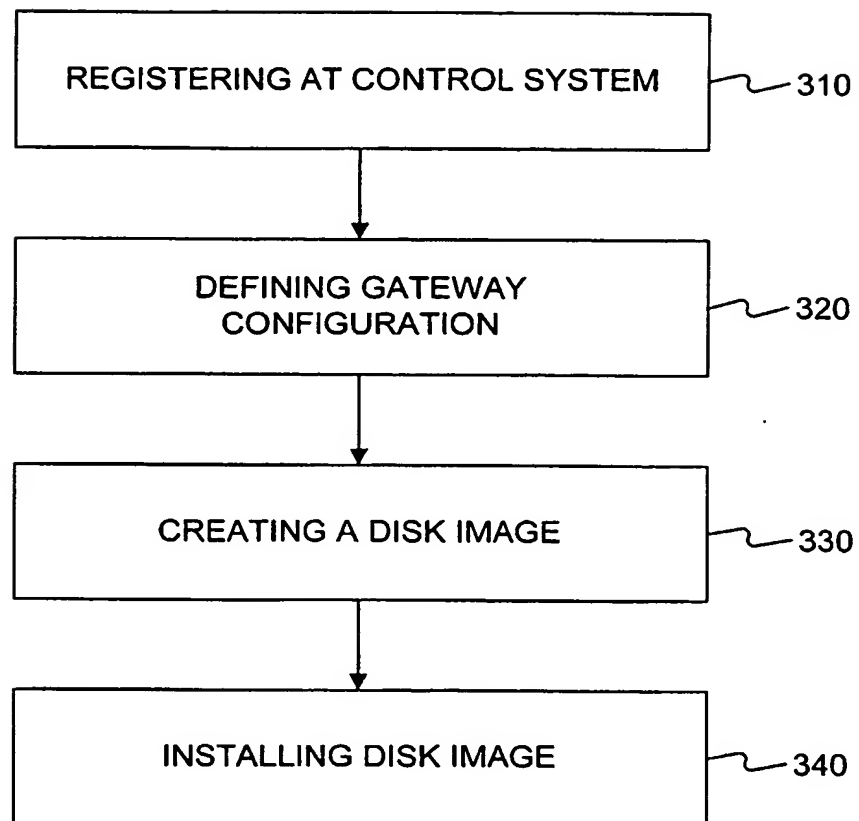 REGISTERING AT CONTROL SYSTEM
310
DEFINING GATEWAY
CONFIGURATION
320
CREATING A DISK IMAGE
330
INSTALLING DISK IMAGE
340